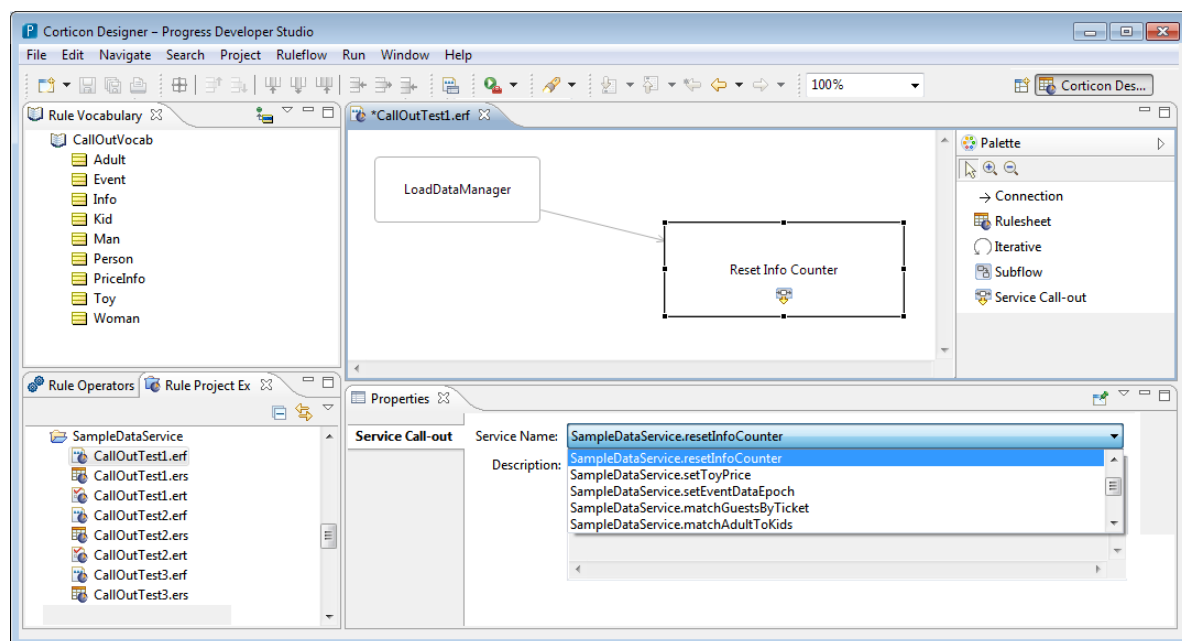 Corticon Designer – Progress Developer Studio
File Edit Navigate Search Project Ruleflow Run Window Help
100%
Corticon Des...
Rule Vocabulary
CallOutVocab
Adult
Event
Info
Kid
Man
Person
PriceInfo
Toy
Woman
*CallOutTest1.erf
LoadDataManager
Reset Info Counter
Palette
Connection
Rulesheet
Iterative
Subflow
Service Call-out
Rule Operators
Rule Project Ex
SampleDataService
CallOutTest1.erf
CallOutTest1.ers
CallOutTest1.ert
CallOutTest2.erf
CallOutTest2.ers
CallOutTest2.ert
CallOutTest3.erf
CallOutTest3.ers
Properties
Service Call-out
Service Name: SampleDataService.resetInfoCounter
Description:
SampleDataService.resetInfoCounter
SampleDataService.setToyPrice
SampleDataService.setEventDataEpoch
SampleDataService.matchGuestsByTicket
SampleDataService.matchAdultToKids